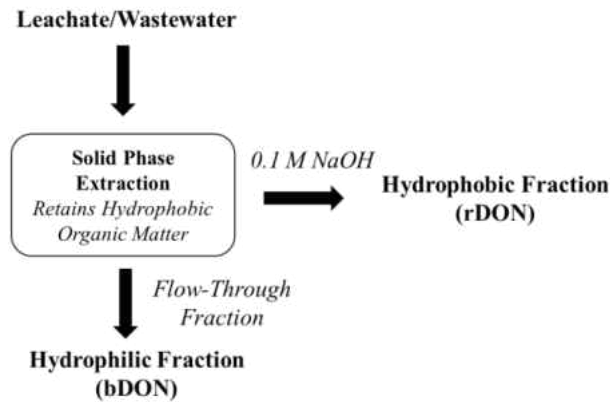 Leachate/Wastewater
Solid Phase
Extraction
Retains Hydrophobic
Organic Matter
0.1 M NaOH
Hydrophobic Fraction
(rDON)
Flow-Through
Fraction
Hydrophilic Fraction
(bDON)